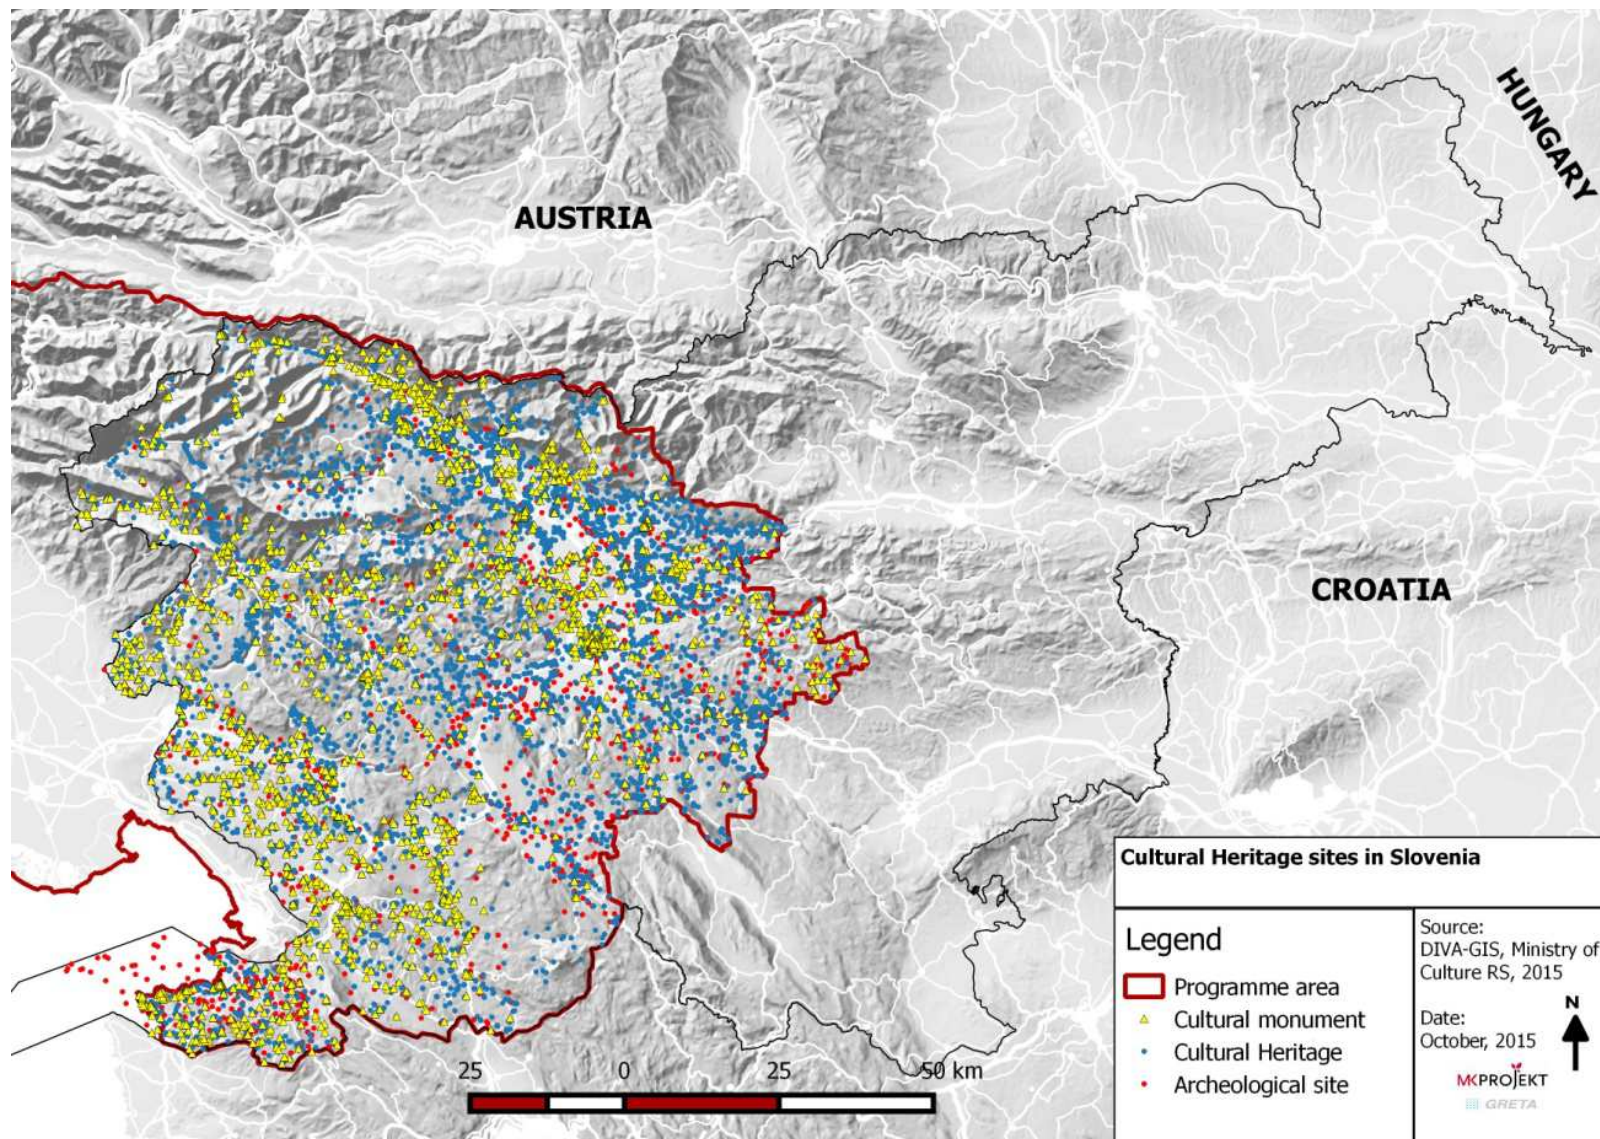 HUNGARY
AUSTRIA
CROATIA
Cultural Heritage sites in Slovenia
Legend
Programme area
Cultural monument
Cultural Heritage
Archeological site
Source:
DIVA-GIS, Ministry of
Culture RS, 2015
Date:
October, 2015
N
MKPROJEKT
GRETA
25 0 25 50 km